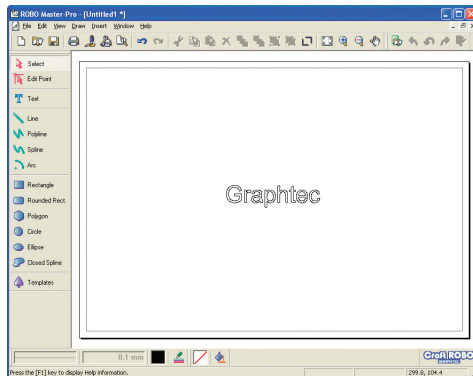 ROBO Master-Pro - [Untitled1 *]
File Edit View Draw Insert Window Help
Select
Edit Point
Text
Line
Polyline
Spline
Arc
Rectangle
Rounded Rect.
Polygon
Circle
Ellipse
Closed Spline
Templates
Graphtec
0.1 mm
Craft ROBO
Press the [F1] key to display Help information.
299.8, 104.4